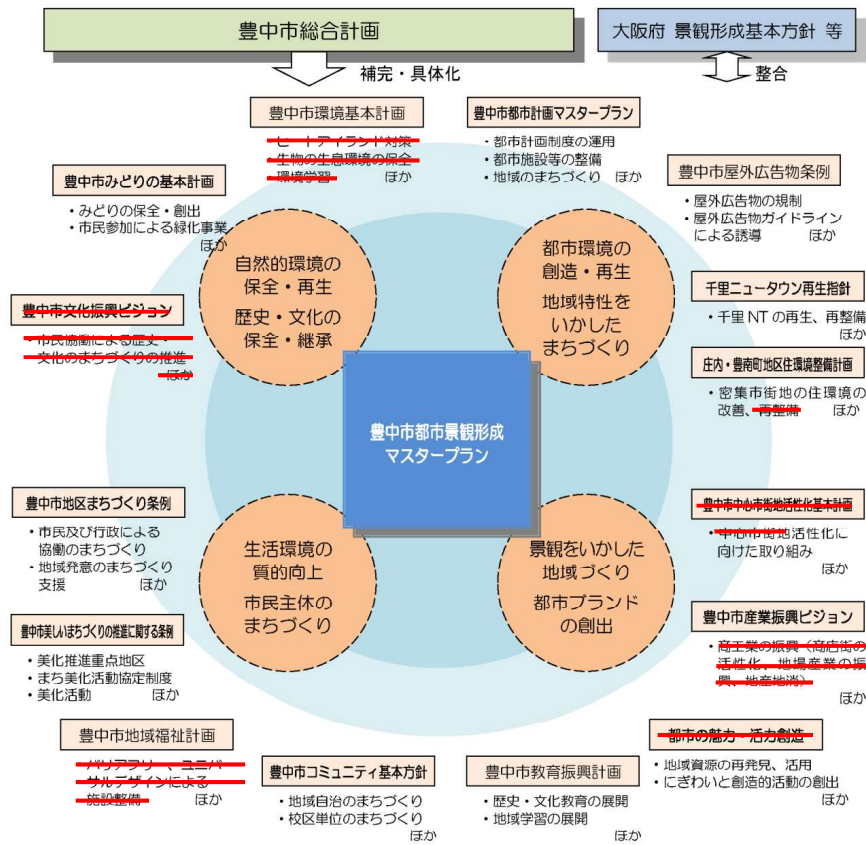 豊中市総合計画
大阪府 景観形成基本方針 等
補完・具体化
整合
豊中市環境基本計画
・ヒートアイランド対策
・生物の生息環境の保全
・環境学習 ほか
豊中市都市計画マスタープラン
・都市計画制度の運用
・都市施設等の整備
・地域のまちづくり ほか
豊中市みどりの基本計画
・みどりの保全・創出
・市民参加による緑化事業
ほか
豊中市屋外広告物条例
・屋外広告物の規制
・屋外広告物ガイドライン
による誘導 ほか
自然的環境の
保全・再生
歴史・文化の
保全・継承
都市環境の
創造・再生
地域特性を
いかした
まちづくり
豊中市文化振興ビジョン
・市民協働による歴史・
文化のまちづくりの推進
ほか
千里ニュータウン再生指針
・千里 NT の再生、再整備
ほか
庄内・豊南町地区住環境整備計画
・密集市街地の住環境の
改善、再整備 ほか
豊中市都市景観形成
マスタープラン
豊中市地区まちづくり条例
・市民及び行政による
協働のまちづくり
・地域発意のまちづくり
支援 ほか
豊中市中心市街地活性化基本計画
・中心市街地活性化に
向けた取り組み
ほか
生活環境の
質的向上
市民主体の
まちづくり
景観をいかした
地域づくり
都市ブランド
の創出
豊中市美しいまちづくりの推進に関する条例
・美化推進重点地区
・まち美化活動協定制度
・美化活動 ほか
豊中市産業振興ビジョン
・商工業の振興（商店街の
活性化、地場産業の振
興、地産地消）
ほか
豊中市地域福祉計画
・バリアフリー、ユニバー
サルデザインによる
施設整備 ほか
豊中市コミュニティ基本方針
・地域自治のまちづくり
・校区単位のまちづくり
ほか
豊中市教育振興計画
・歴史・文化教育の展開
・地域学習の展開
ほか
都市の魅力・活力創造
・地域資源の再発見、活用
・にぎわいと創造的活動の創出
ほか